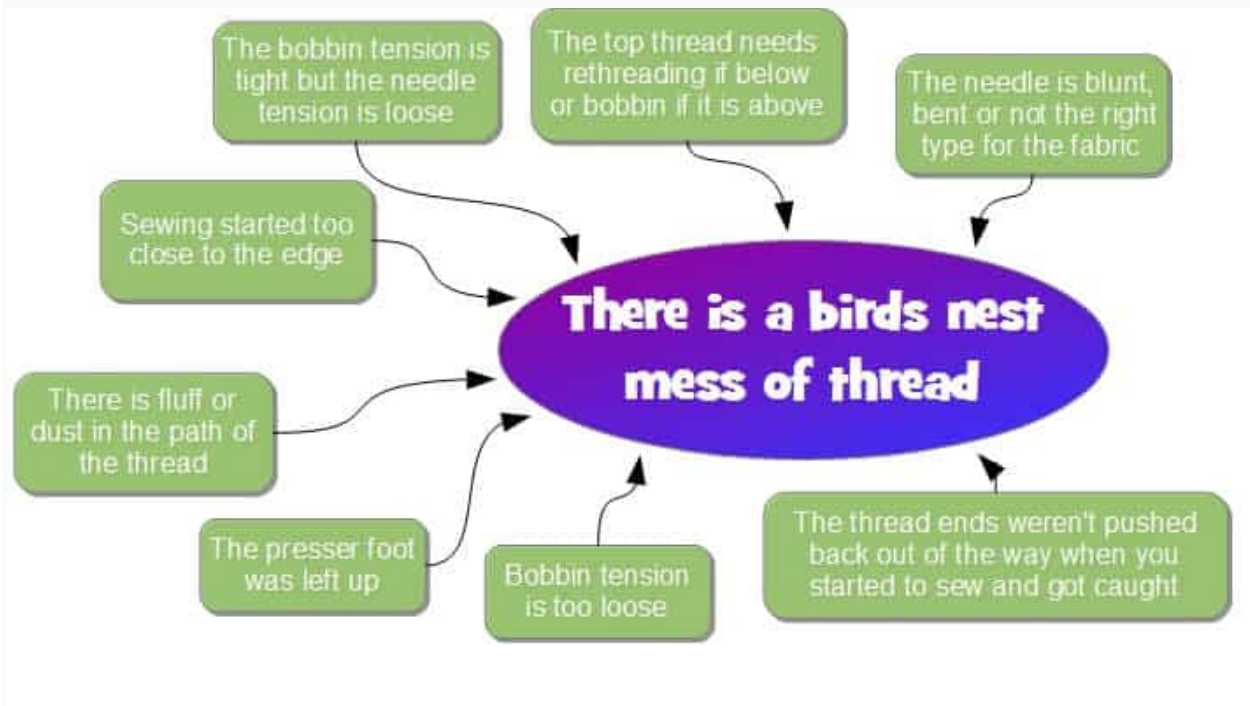 The bobbin tension is
tight but the needle
tension is loose
The top thread needs
rethreading if below
or bobbin if it is above
The needle is blunt,
bent or not the right
type for the fabric
Sewing started too
close to the edge
There is a birds nest
mess of thread
There is fluff or
dust in the path of
the thread
The presser foot
was left up
Bobbin tension
is too loose
The thread ends weren't pushed
back out of the way when you
started to sew and got caught